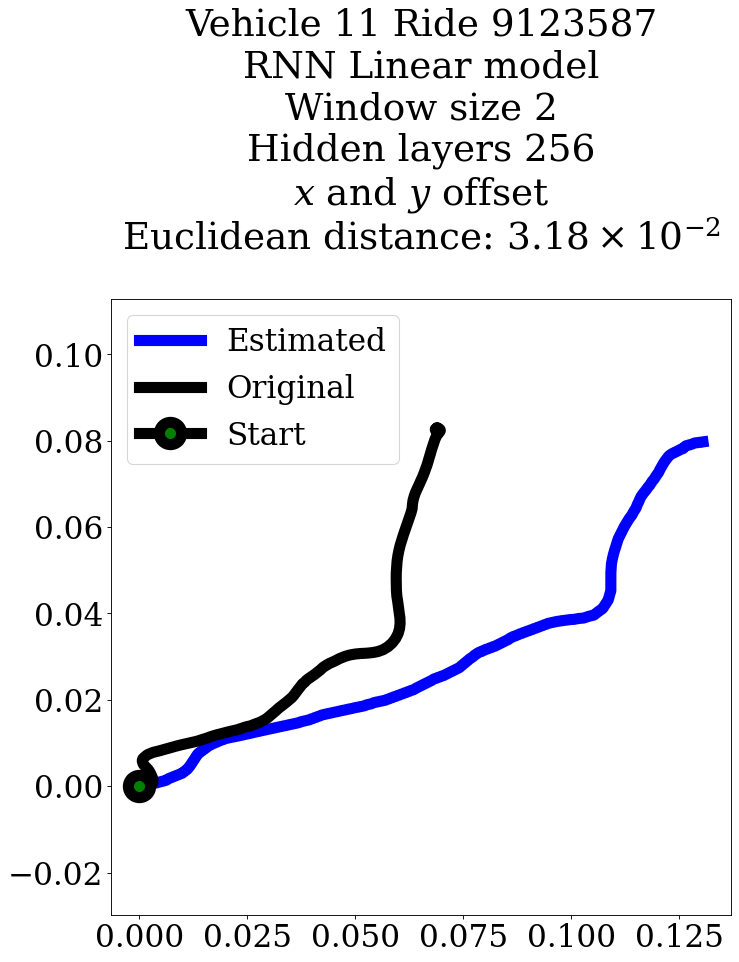 Vehicle 11 Ride 9123587
RNN Linear model
Window size 2
Hidden layers 256
x and y offset
Euclidean distance: 3.18 × 10⁻²
Estimated
Original
Start
0.10
0.08
0.06
0.04
0.02
0.00
−0.02
0.000 0.025 0.050 0.075 0.100 0.125